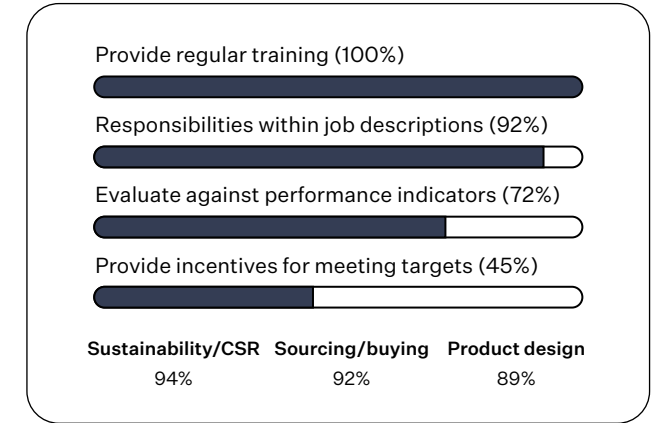 Provide regular training (100%)
Responsibilities within job descriptions (92%)
Evaluate against performance indicators (72%)
Provide incentives for meeting targets (45%)
Sustainability/CSR Sourcing/buying Product design
94% 92% 89%